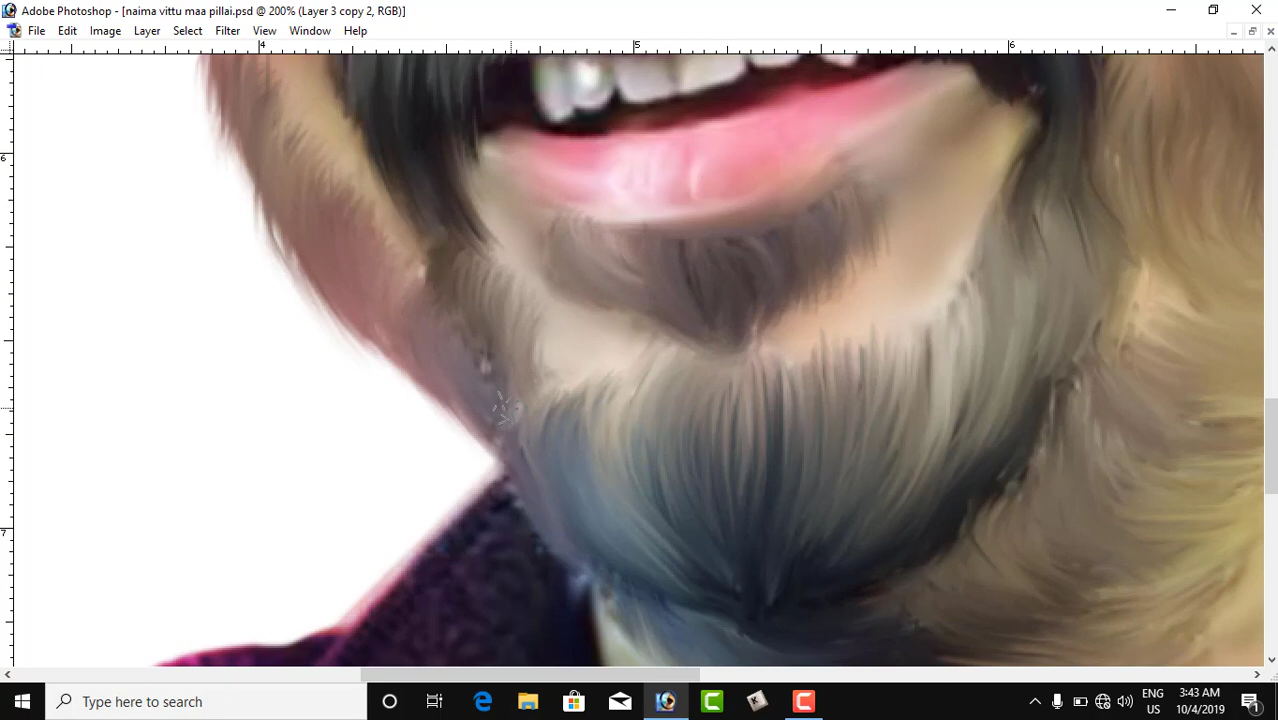 Adobe Photoshop - [naima vittu maa pillai.psd @ 200% (Layer 3 copy 2, RGB)]
File Edit Image Layer Select Filter View Window Help
4 5 6
6
7
Type here to search
ENG 3:43 AM
US 10/4/2019
1